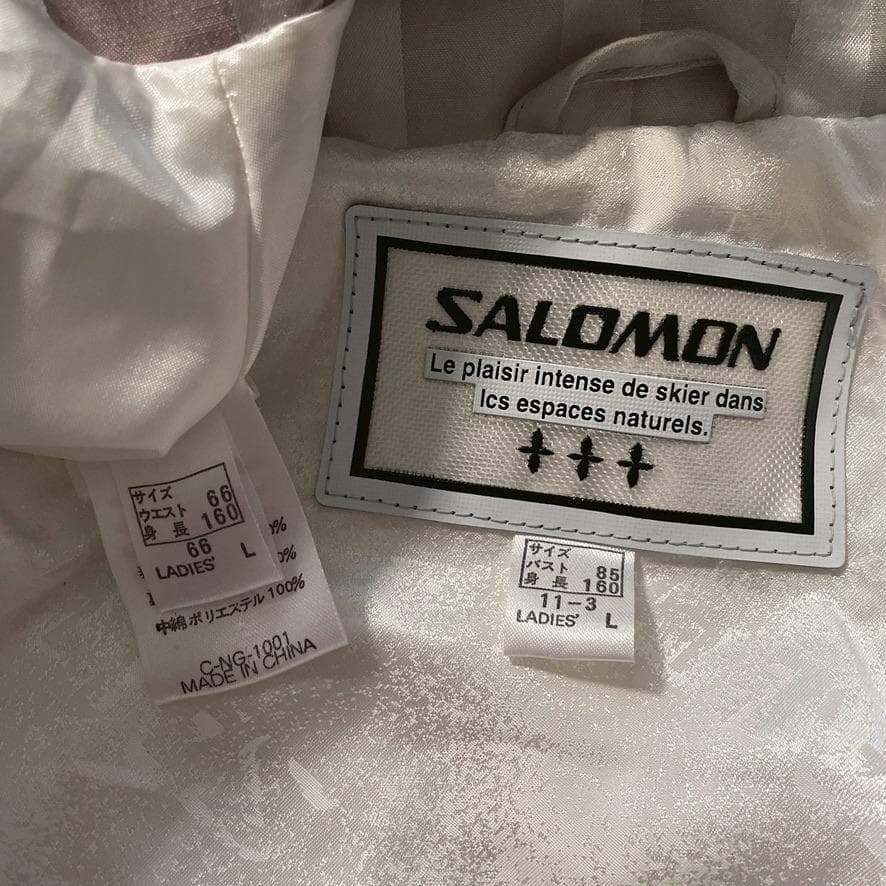 SALOMON
Le plaisir intense de skier dans
lcs espaces naturels.
サイズ
ウエスト 66
身長 160
66 L
LADIES'
%
0%
中綿ポリエステル100%
C-NG-1001
MADE IN CHINA
サイズ
バスト 85
身長 160
11-3
LADIES' L